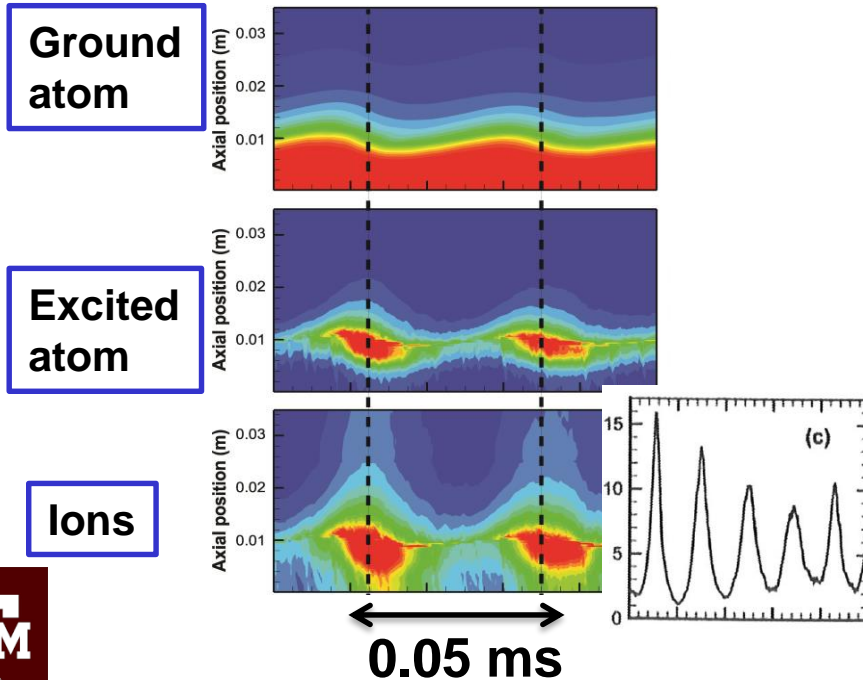 Ground
atom
Axial position (m)
0.03
0.02
0.01
Excited
atom
Axial position (m)
0.03
0.02
0.01
Ions
Axial position (m)
0.03
0.02
0.01
15
10
5
0
(c)
M
0.05 ms